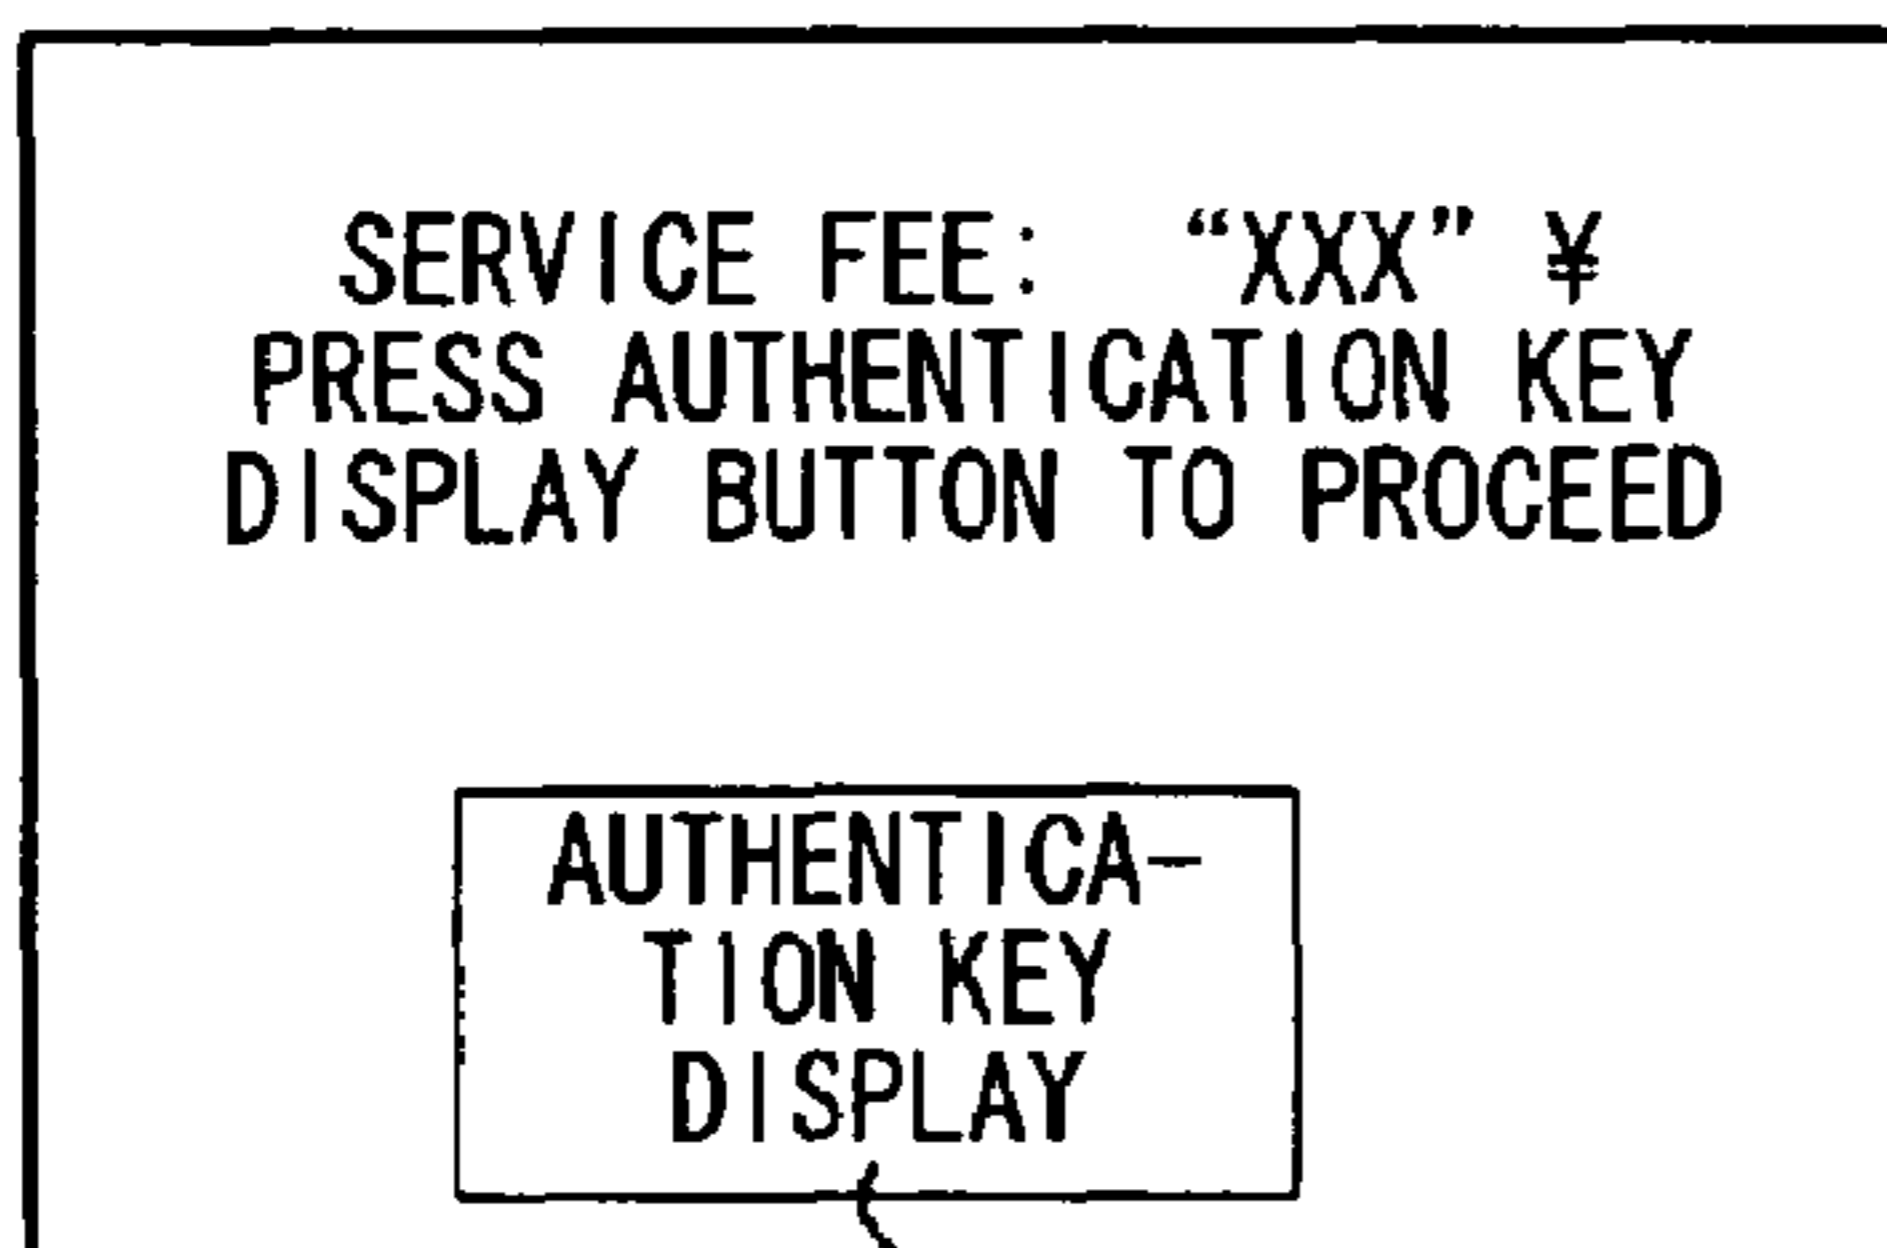 SERVICE FEE: “XXX” ¥
PRESS AUTHENTICATION KEY
DISPLAY BUTTON TO PROCEED
AUTHENTICA-
TION KEY
DISPLAY